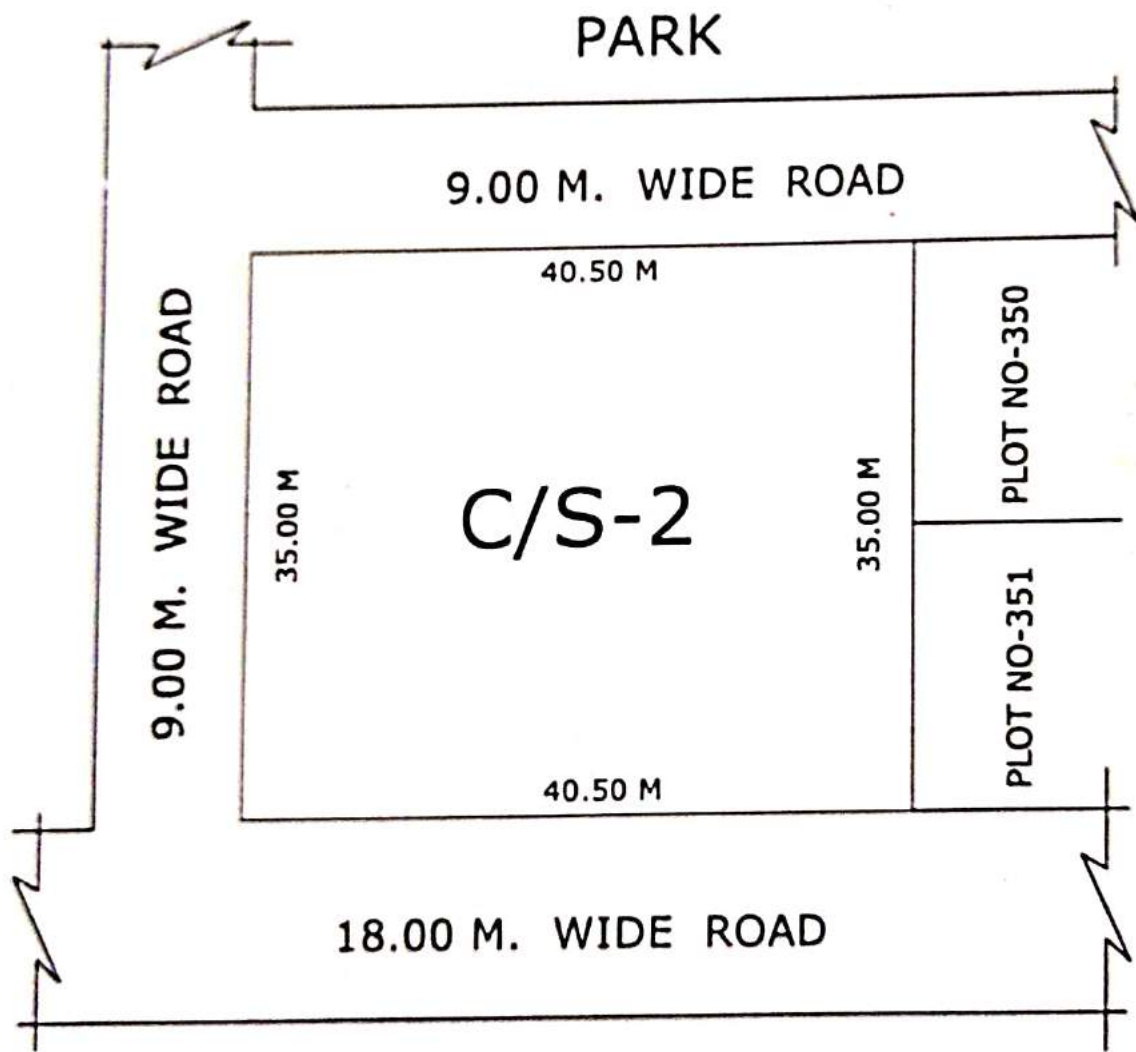 PARK
9.00 M. WIDE ROAD
40.50 M
9.00 M. WIDE ROAD
35.00 M
C/S-2
35.00 M
PLOT NO-350
PLOT NO-351
40.50 M
18.00 M. WIDE ROAD